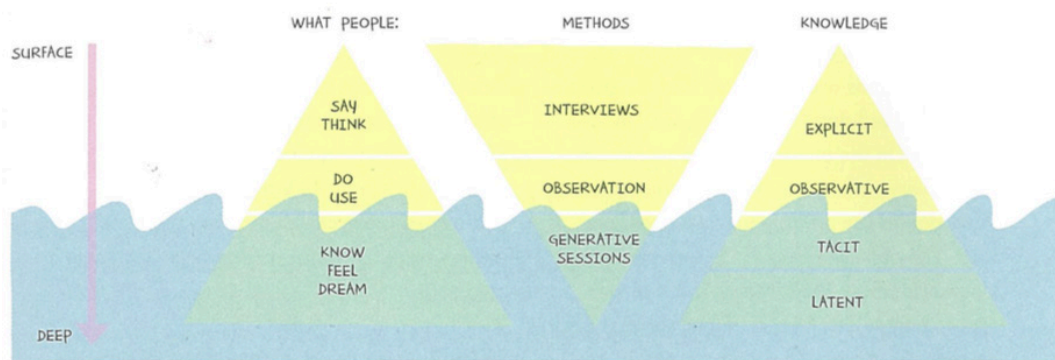 WHAT PEOPLE:
METHODS
KNOWLEDGE
SURFACE
SAY
THINK
INTERVIEWS
EXPLICIT
DO
USE
OBSERVATION
OBSERVATIVE
KNOW
FEEL
DREAM
GENERATIVE
SESSIONS
TACIT
LATENT
DEEP